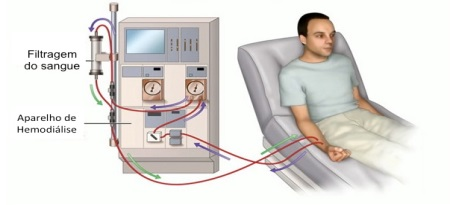 Filtragem
do sangue
Aparelho de
Hemodiálise